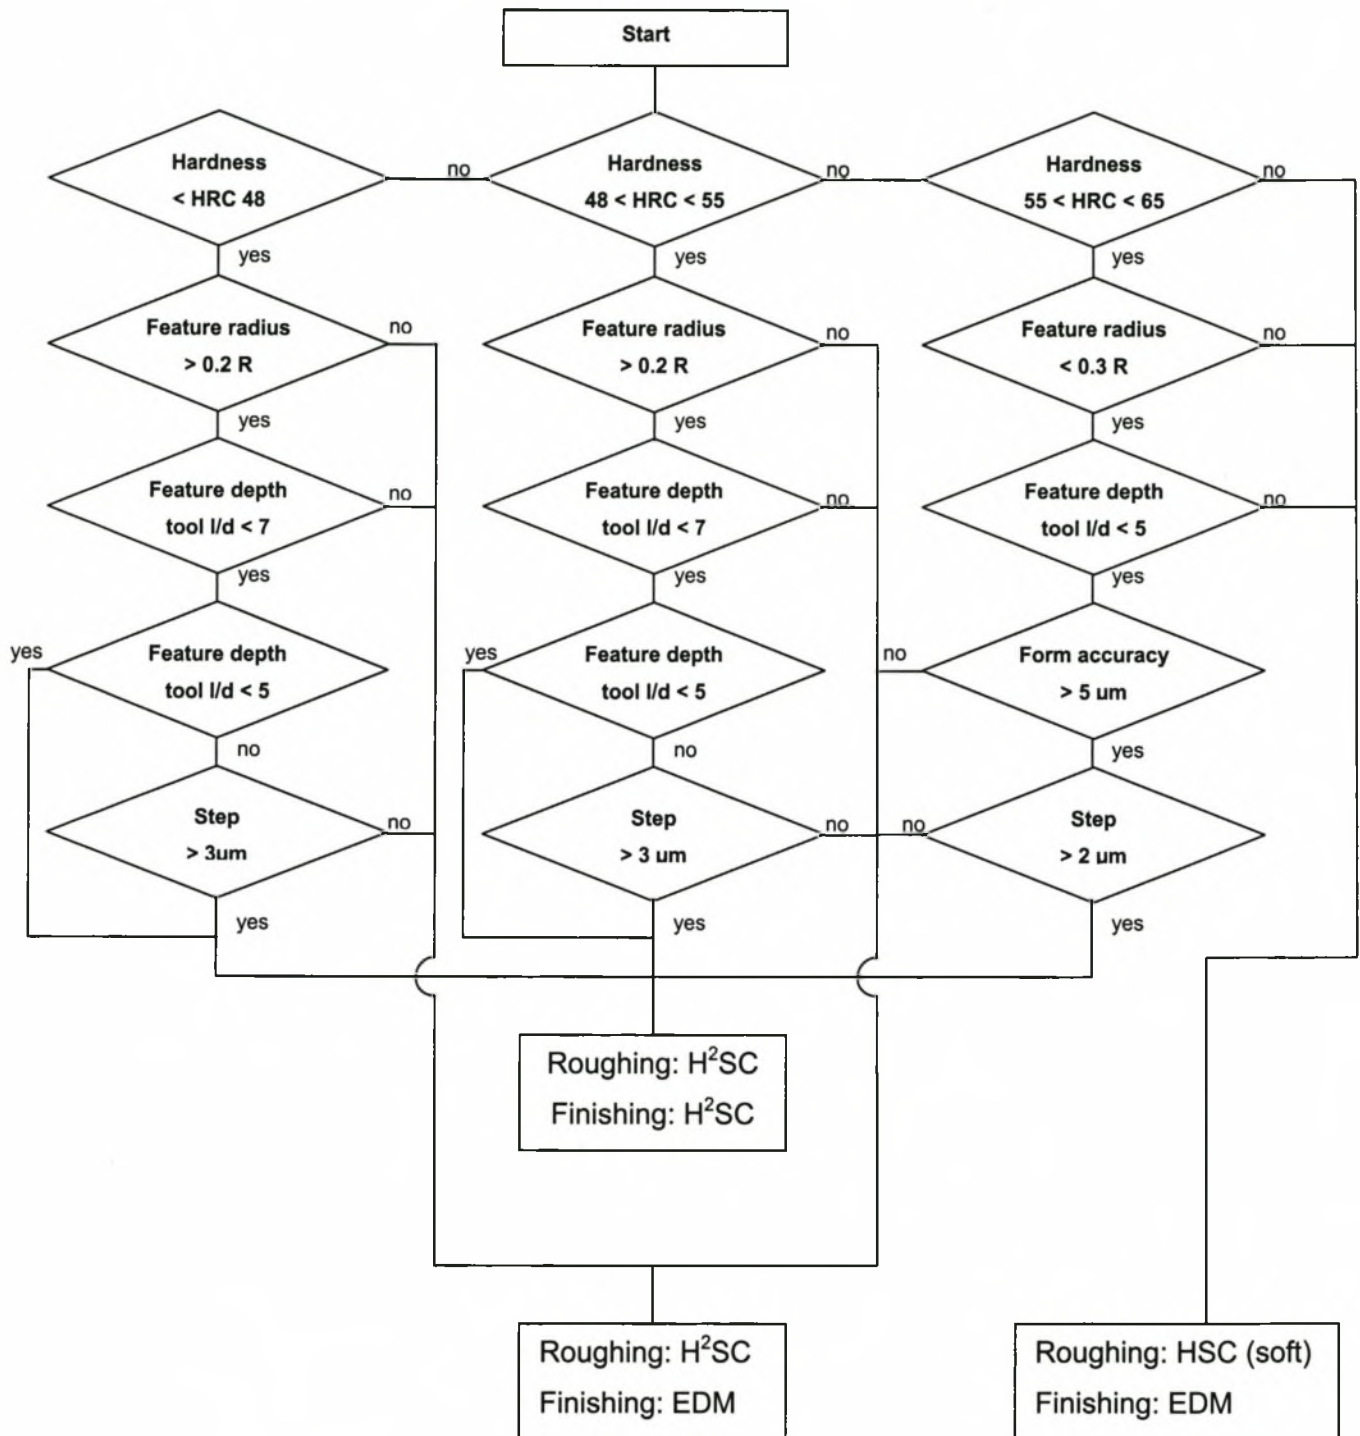 Start
Hardness
< HRC 48
no
Hardness
48 < HRC < 55
no
Hardness
55 < HRC < 65
no
yes
yes
yes
Feature radius
> 0.2 R
no
Feature radius
> 0.2 R
no
Feature radius
< 0.3 R
no
yes
yes
yes
Feature depth
tool l/d < 7
no
Feature depth
tool l/d < 7
no
Feature depth
tool l/d < 5
no
yes
yes
yes
yes
Feature depth
tool l/d < 5
yes
Feature depth
tool l/d < 5
no
Form accuracy
> 5 um
no
no
yes
Step
> 3um
no
Step
> 3 um
no
no
Step
> 2 um
yes
yes
yes
Roughing: H²SC
Finishing: H²SC
Roughing: H²SC
Finishing: EDM
Roughing: HSC (soft)
Finishing: EDM